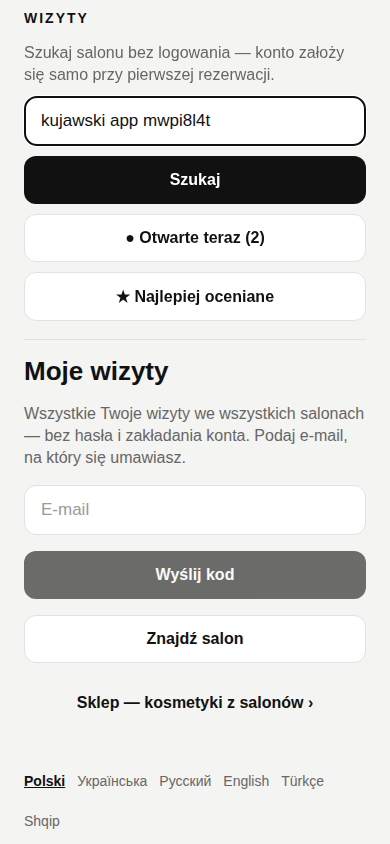 WIZYTY
Szukaj salonu bez logowania — konto założy
się samo przy pierwszej rezerwacji.
kujawski app mwpi8l4t
Szukaj
● Otwarte teraz (2)
★ Najlepiej oceniane
Moje wizyty
Wszystkie Twoje wizyty we wszystkich salonach
— bez hasła i zakładania konta. Podaj e-mail,
na który się umawiasz.
E-mail
Wyślij kod
Znajdź salon
Sklep — kosmetyki z salonów ›
Polski Українська Русский English Türkçe
Shqip